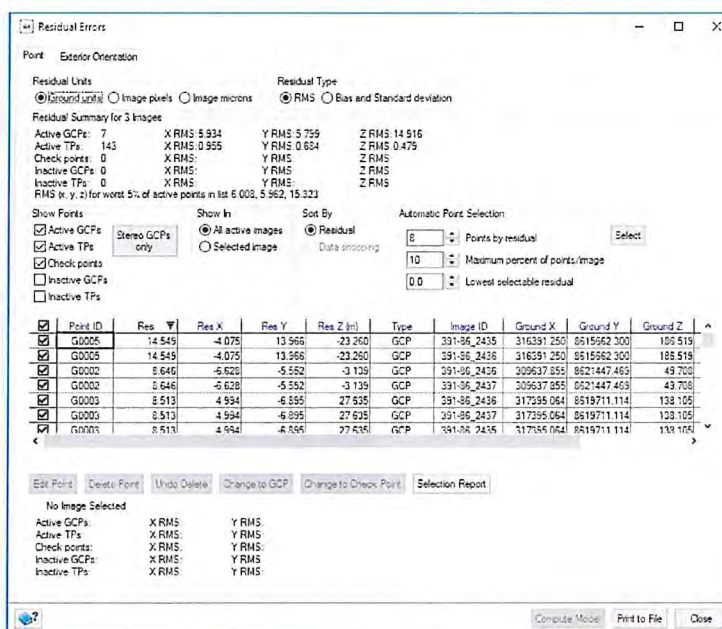 Residual Errors
Point Exterior Orientation
Residual Units Residual Type
Ground units Image pixels Image microns RMS Bias and Standard deviation
Residual Summary for 3 Images
Active GCPs: 7 X RMS: 5.934 Y RMS: 5.799 Z RMS: 14.916
Active TPs: 143 X RMS: 0.955 Y RMS: 0.684 Z RMS: 0.479
Check points: 0 X RMS: Y RMS: Z RMS
Inactive GCPs: 0 X RMS: Y RMS: Z RMS
Inactive TPs: 0 X RMS: Y RMS: Z RMS
RMS (x, y, z) for worst 5% of active points in list 6.008, 5.962, 15.323
Show Points Show In Sort By Automatic Point Selection
Active GCPs Stereo GCPs only All active images Residual 8 Points by residual Select
Active TPs Selected image Data snooping 10 Maximum percent of points/image
Check points 0.0 Lowest selectable residual
Inactive GCPs
Inactive TPs
Point ID Res Res X Res Y Res Z (m) Type Image ID Ground X Ground Y Ground Z
G0005 14.549 -4.075 13.966 -23.260 GCP 391-86_2435 316391.250 8615662.300 186.519
G0005 14.549 -4.075 13.966 -23.260 GCP 391-86_2436 316391.250 8615662.300 186.519
G0002 8.646 -6.628 -5.552 -3.139 GCP 391-86_2436 309637.855 8621447.463 49.708
G0002 8.646 -6.628 -5.552 -3.139 GCP 391-86_2437 309637.855 8621447.463 49.708
G0003 8.513 4.994 -6.895 27.635 GCP 391-86_2436 317395.064 8619711.114 138.105
G0003 8.513 4.994 -6.895 27.635 GCP 391-86_2437 317395.064 8619711.114 138.105
G0003 8.513 4.994 -6.895 27.635 GCP 391-86_2435 317395.064 8619711.114 138.105
Edit Point Delete Point Undo Delete Change to GCP Change to Check Point Selection Report
No Image Selected
Active GCPs: X RMS: Y RMS:
Active TPs X RMS: Y RMS:
Check points: X RMS: Y RMS:
Inactive GCPs: X RMS: Y RMS:
Inactive TPs: X RMS: Y RMS:
Compute Model Print to File Close